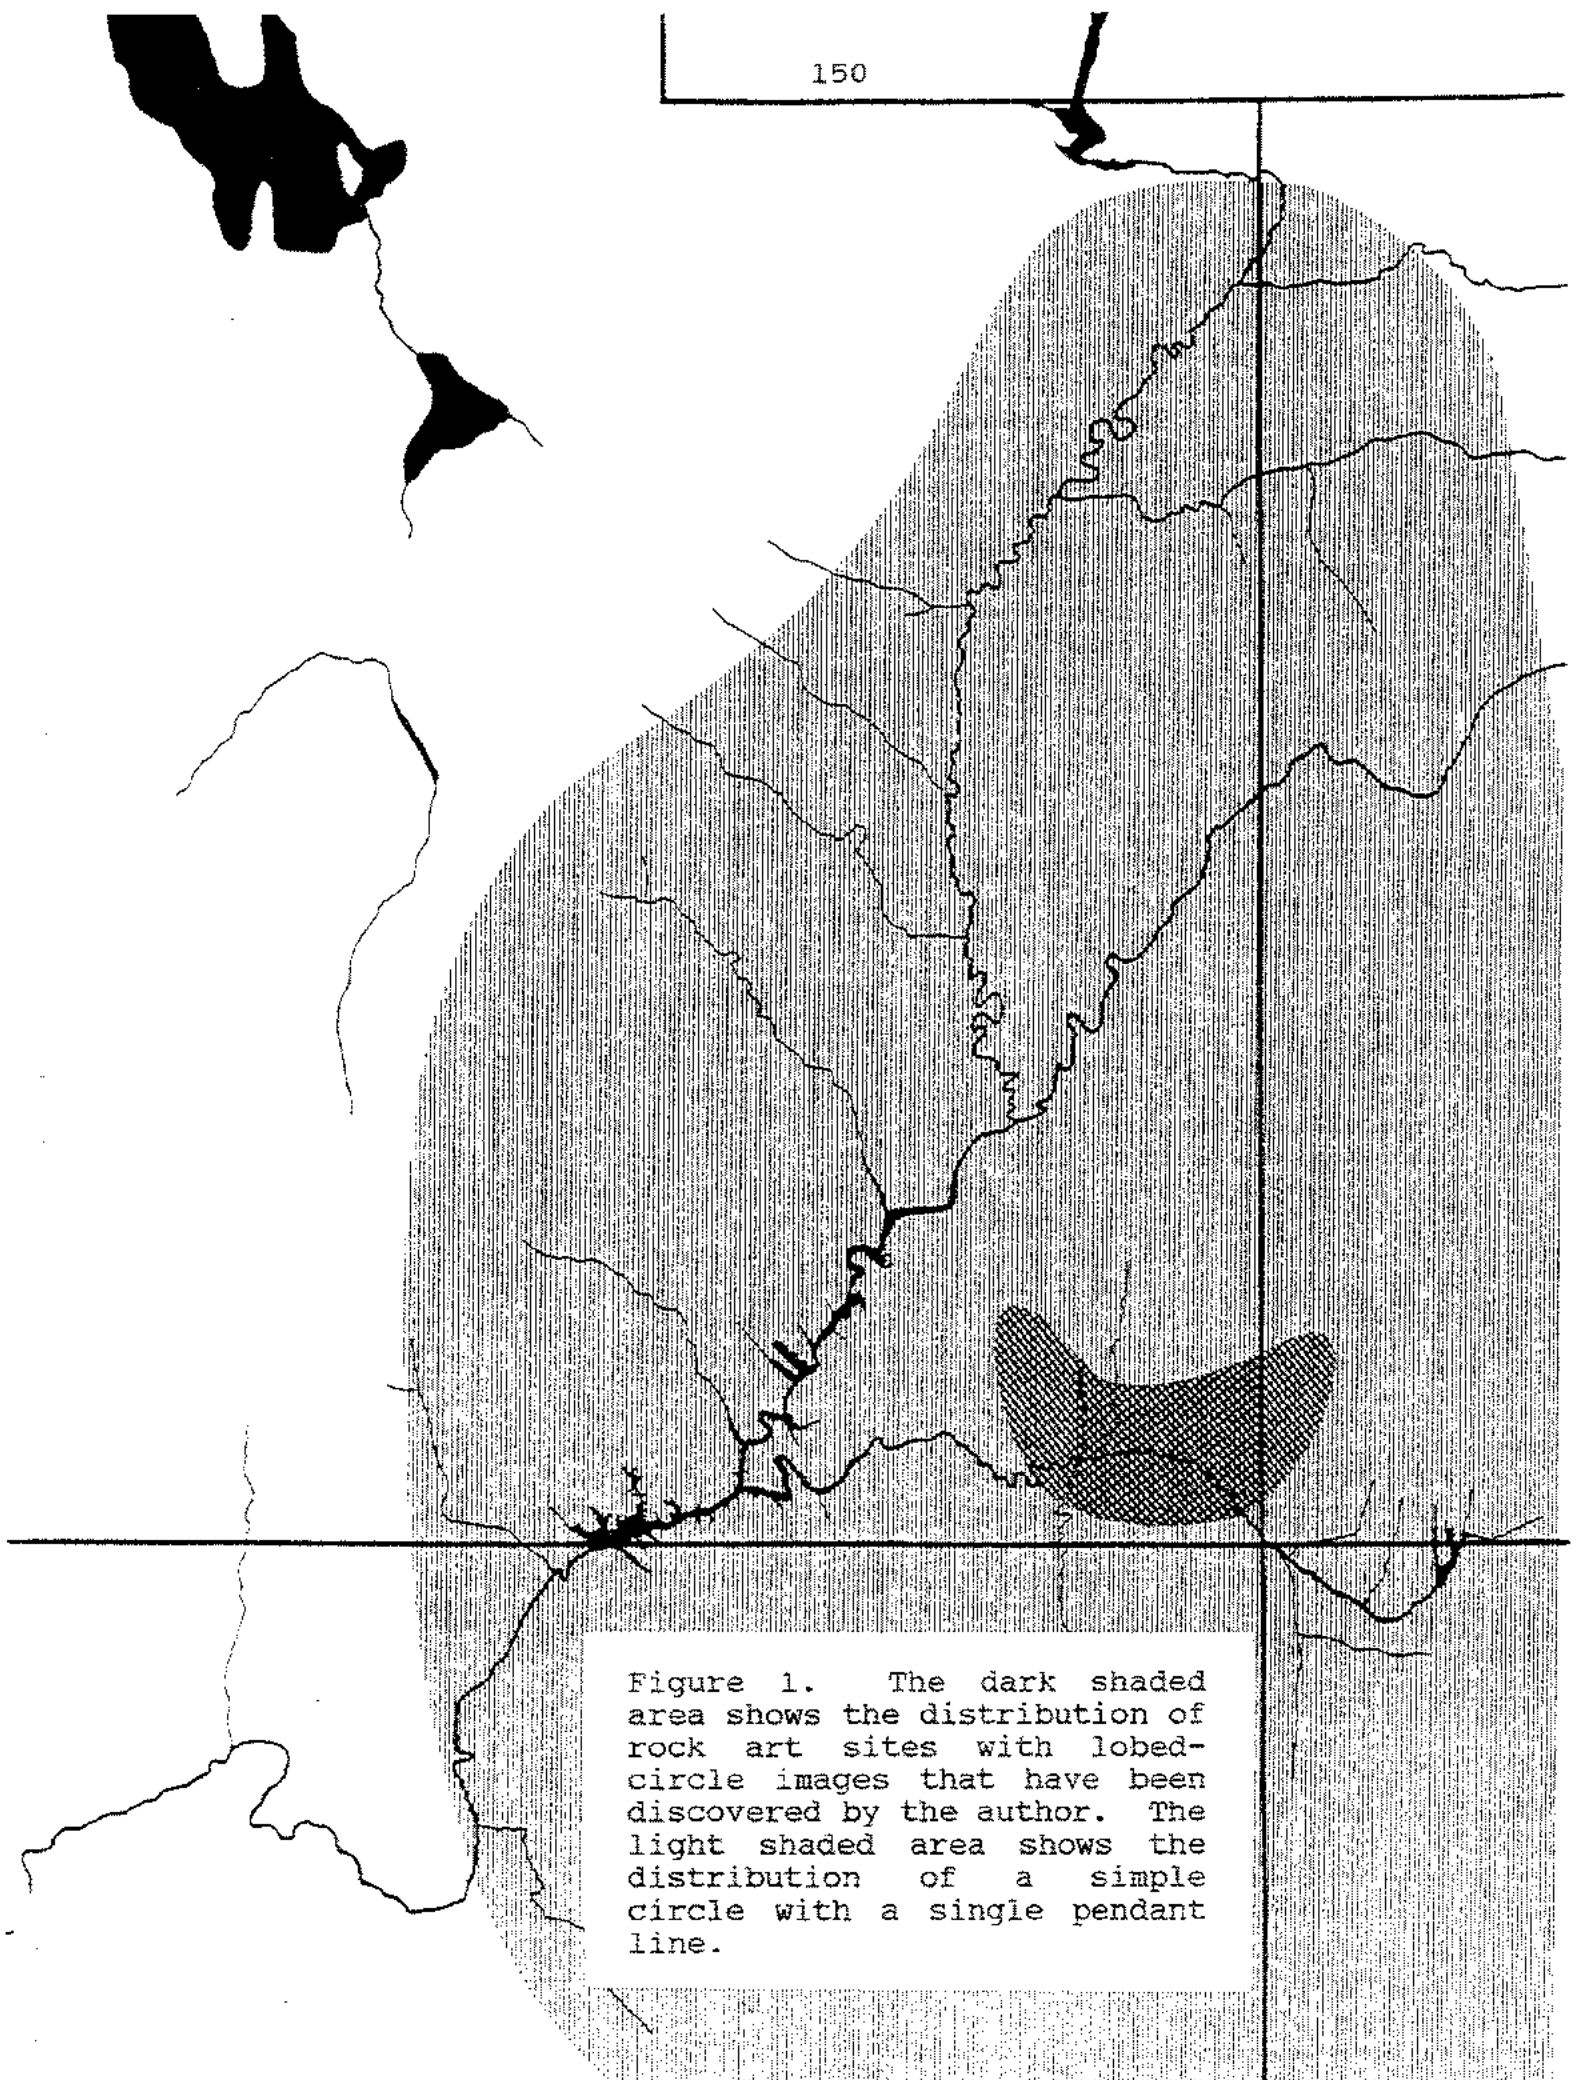 150
Figure 1. The dark shaded
area shows the distribution of
rock art sites with lobed-
circle images that have been
discovered by the author. The
light shaded area shows the
distribution of a simple
circle with a single pendant
line.